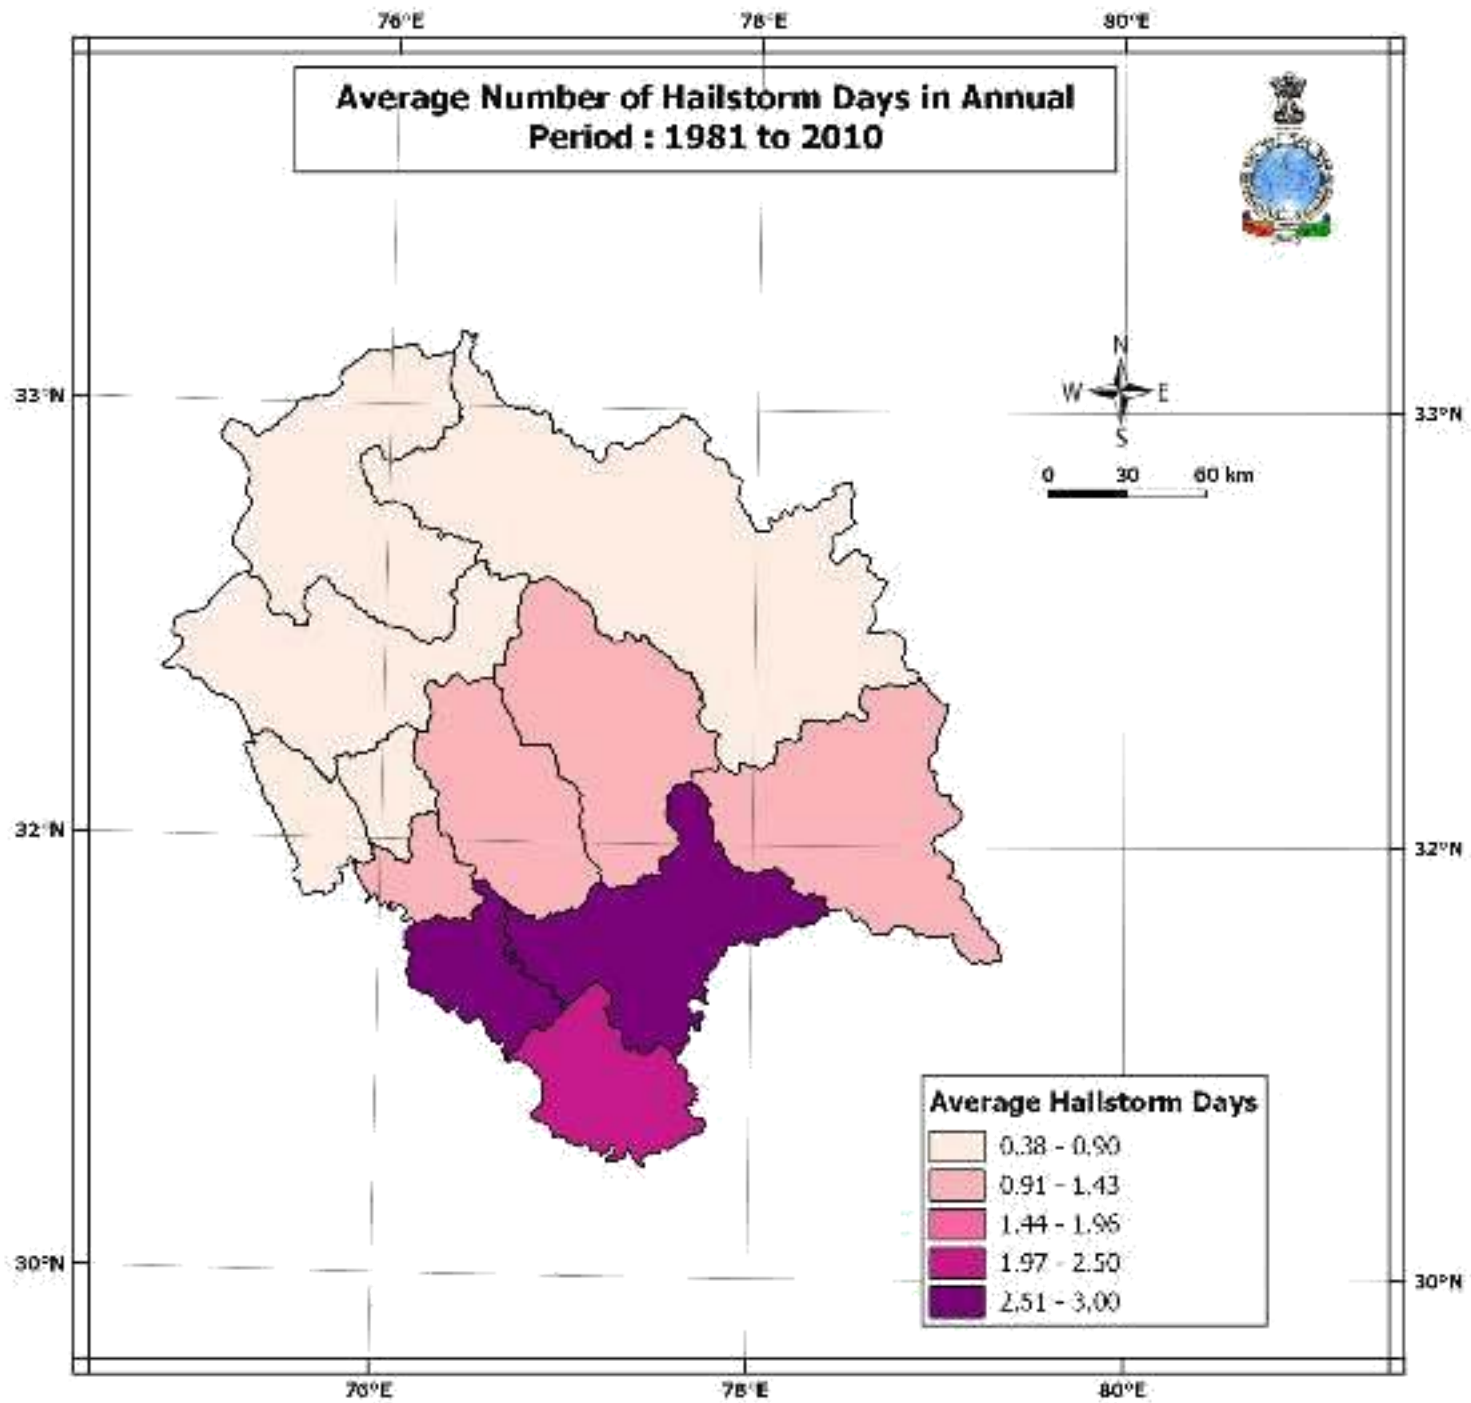 76°E 78°E 80°E
Average Number of Hailstorm Days in Annual
Period : 1981 to 2010
N
33°N
W E
33°N
S
0 30 60 km
32°N
32°N
Average Hailstorm Days
0.38 - 0.90
0.91 - 1.43
1.44 - 1.96
1.97 - 2.50
30°N
30°N
2.51 - 3.00
76°E 78°E 80°E